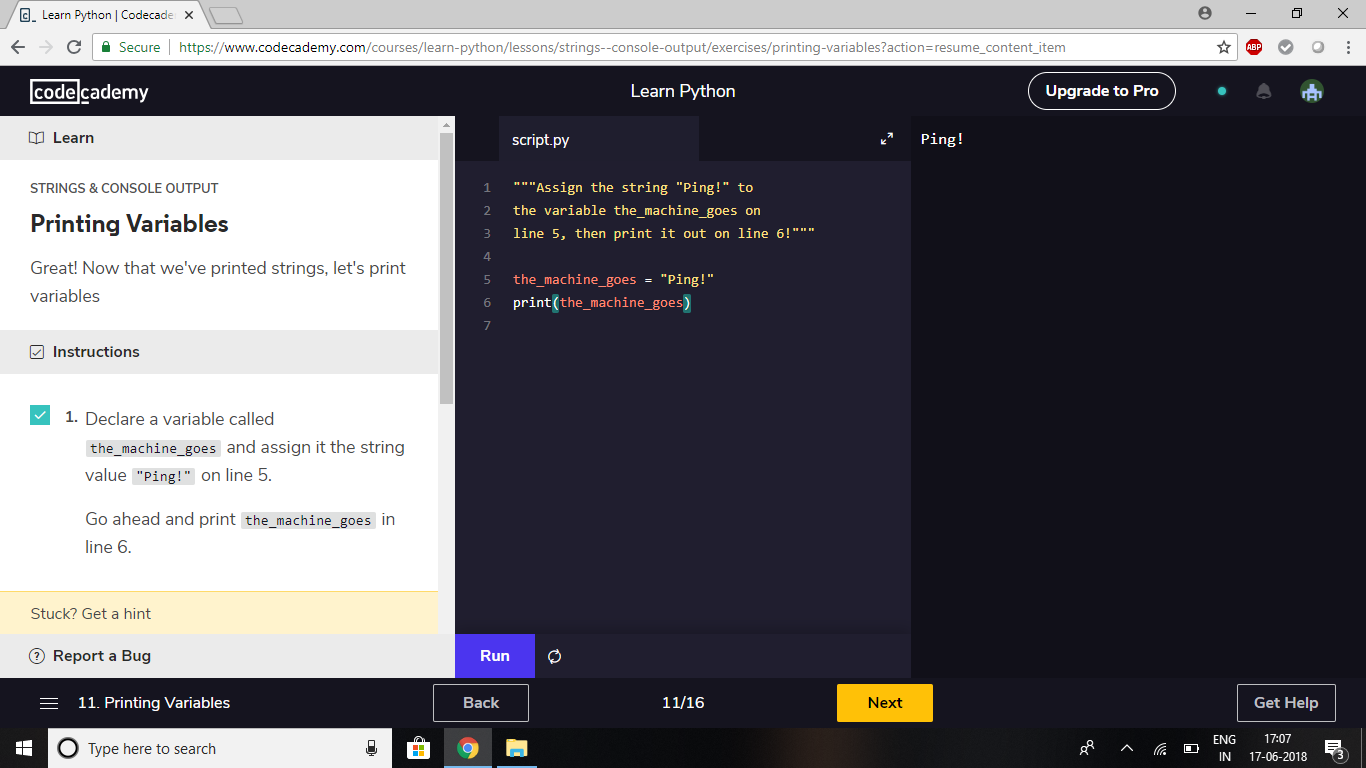 Learn Python | Codecade
Secure
https://www.codecademy.com/courses/learn-python/lessons/strings--console-output/exercises/printing-variables?action=resume_content_item
ABP
codecademy
Learn Python
Upgrade to Pro
Learn
STRINGS & CONSOLE OUTPUT
Printing Variables
Great! Now that we've printed strings, let's print
variables
Instructions
1. Declare a variable called
the_machine_goes and assign it the string
value "Ping!" on line 5.
Go ahead and print the_machine_goes in
line 6.
Stuck? Get a hint
Report a Bug
script.py
1 """Assign the string "Ping!" to
2 the variable the_machine_goes on
3 line 5, then print it out on line 6!"""
4
5 the_machine_goes = "Ping!"
6 print(the_machine_goes)
7
Run
Ping!
11. Printing Variables
Back
11/16
Next
Get Help
Type here to search
ENG
IN
17:07
17-06-2018
3